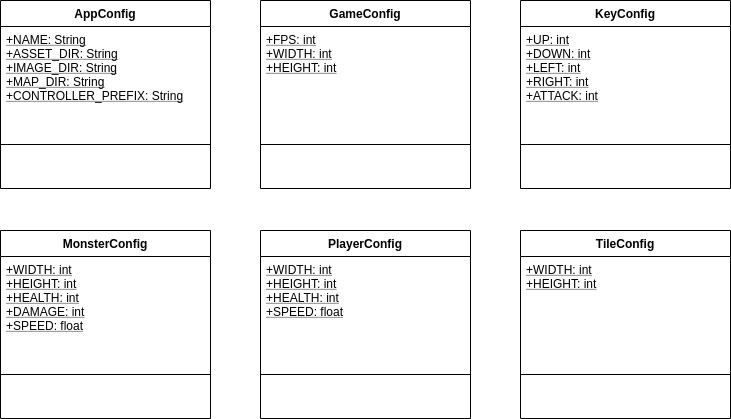 AppConfig
+NAME: String
+ASSET_DIR: String
+IMAGE_DIR: String
+MAP_DIR: String
+CONTROLLER_PREFIX: String
GameConfig
+FPS: int
+WIDTH: int
+HEIGHT: int
KeyConfig
+UP: int
+DOWN: int
+LEFT: int
+RIGHT: int
+ATTACK: int
MonsterConfig
+WIDTH: int
+HEIGHT: int
+HEALTH: int
+DAMAGE: int
+SPEED: float
PlayerConfig
+WIDTH: int
+HEIGHT: int
+HEALTH: int
+SPEED: float
TileConfig
+WIDTH: int
+HEIGHT: int